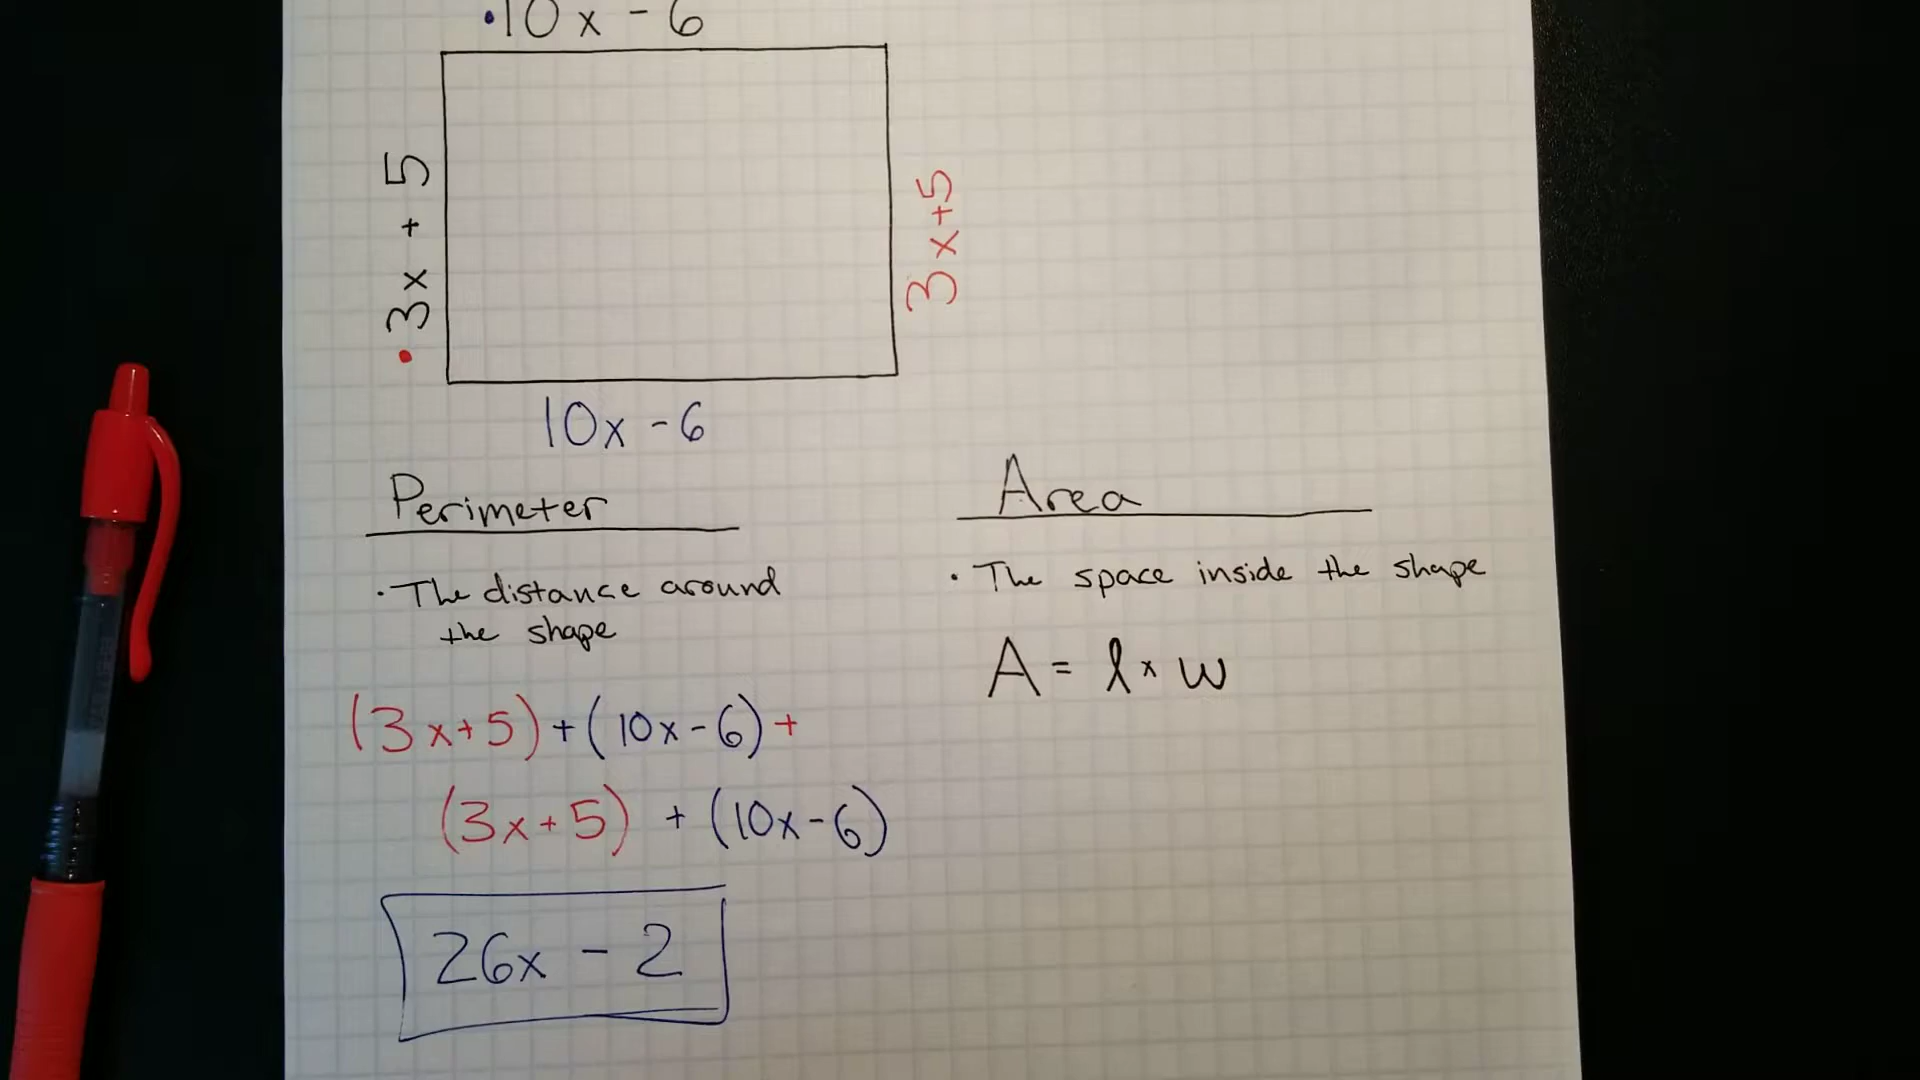 •10x - 6
•3x + 5
3x+5
10x - 6
Perimeter
• The distance around
the shape
(3x+5)+(10x-6)+
(3x+5) + (10x-6)
26x - 2
Area
• The space inside the shape
A = l × w